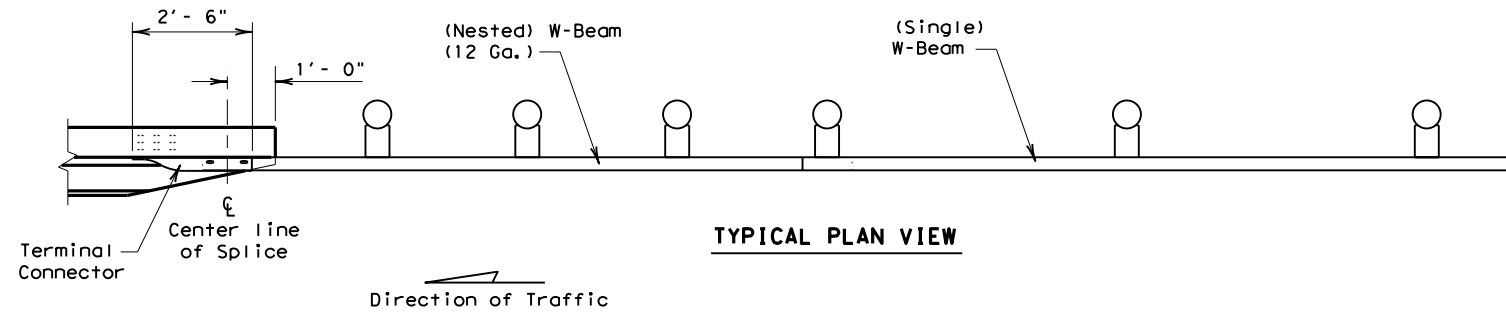 2'- 6"
(Nested) W-Beam
(12 Ga.)
(Single)
W-Beam
1'- 0"
℄
Center line
of Splice
Terminal
Connector
TYPICAL PLAN VIEW
Direction of Traffic